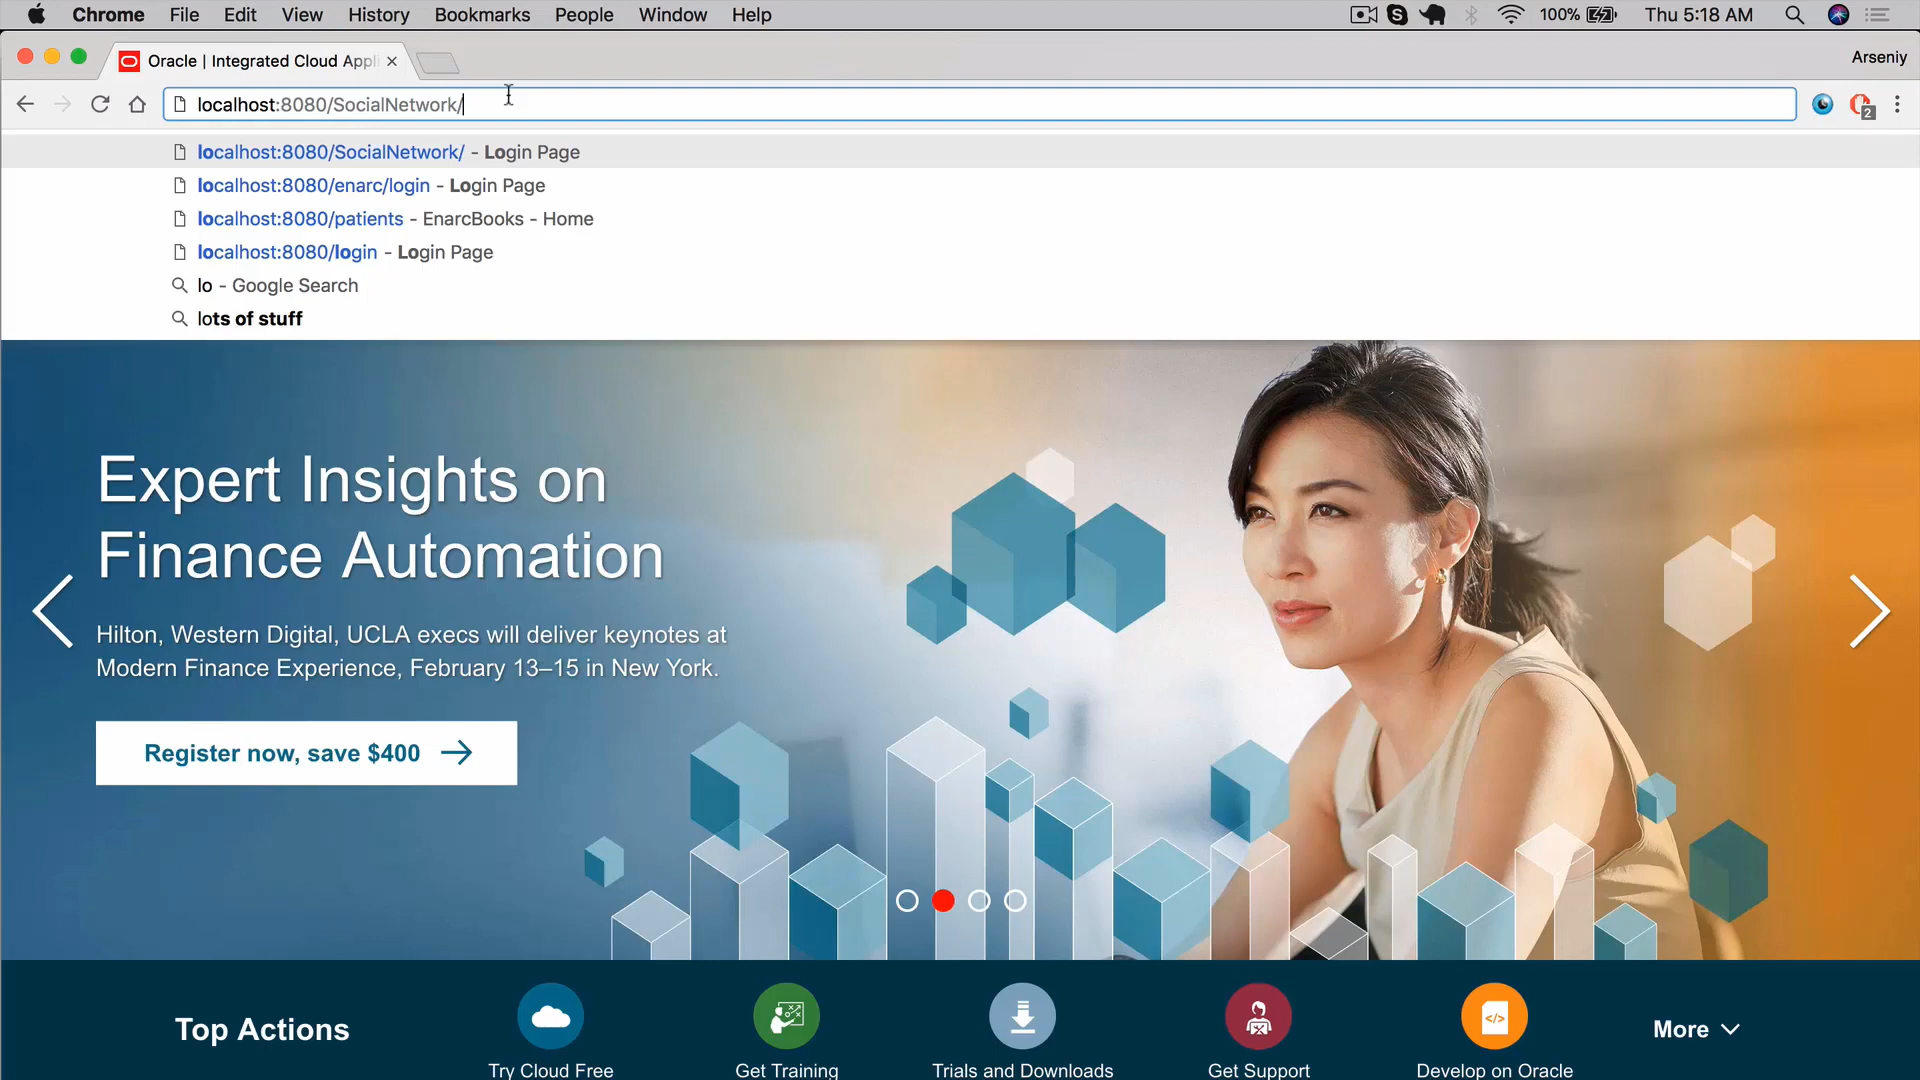 Chrome File Edit View History Bookmarks People Window Help 100% Thu 5:18 AM
Oracle | Integrated Cloud Appl Arseniy
localhost:8080/SocialNetwork/ 2
localhost:8080/SocialNetwork/ - Login Page
localhost:8080/enarc/login - Login Page
localhost:8080/patients - EnarcBooks - Home
localhost:8080/login - Login Page
lo - Google Search
lots of stuff
Expert Insights on
Finance Automation
Hilton, Western Digital, UCLA execs will deliver keynotes at
Modern Finance Experience, February 13–15 in New York.
Register now, save $400
Top Actions
Try Cloud Free
Get Training
Trials and Downloads
Get Support
Develop on Oracle
More